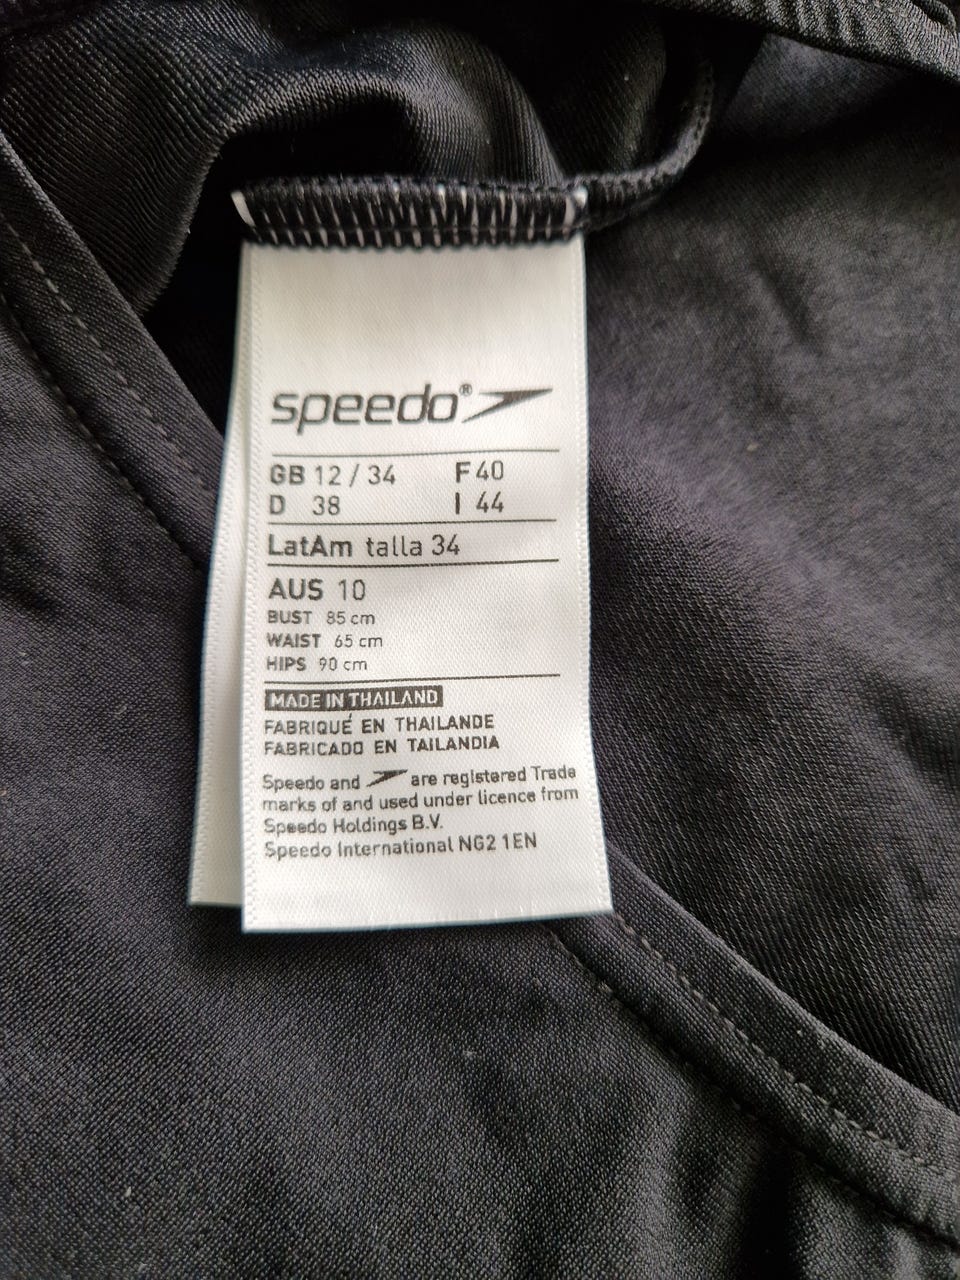 speedo®
GB 12 / 34 F 40
D 38 I 44
LatAm talla 34
AUS 10
BUST 85 cm
WAIST 65 cm
HIPS 90 cm
MADE IN THAILAND
FABRIQUÉ EN THAILANDE
FABRICADO EN TAILANDIA
Speedo and are registered Trade
marks of and used under licence from
Speedo Holdings B.V.
Speedo International NG2 1EN